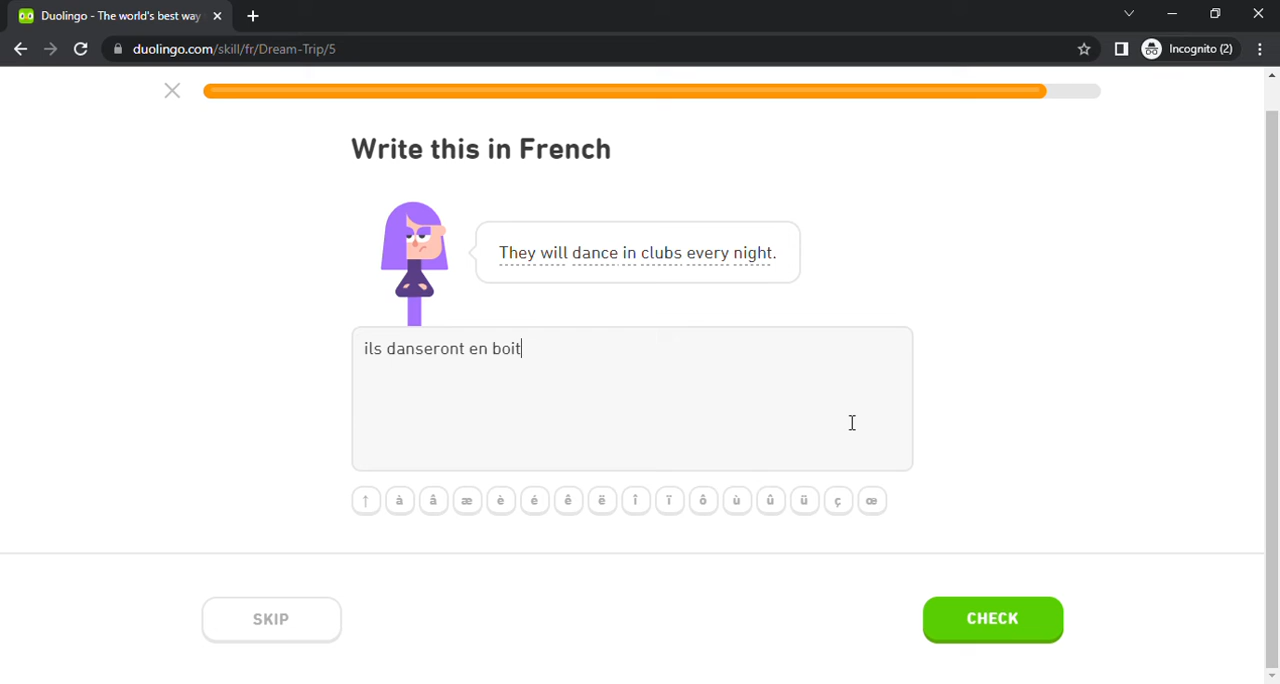 Duolingo - The world's best way
duolingo.com/skill/fr/Dream-Trip/5
Incognito (2)
Write this in French
They will dance in clubs every night.
ils danseront en boit
↑ à â æ è é ê ë î ï ô ù û ü ç œ
SKIP
CHECK